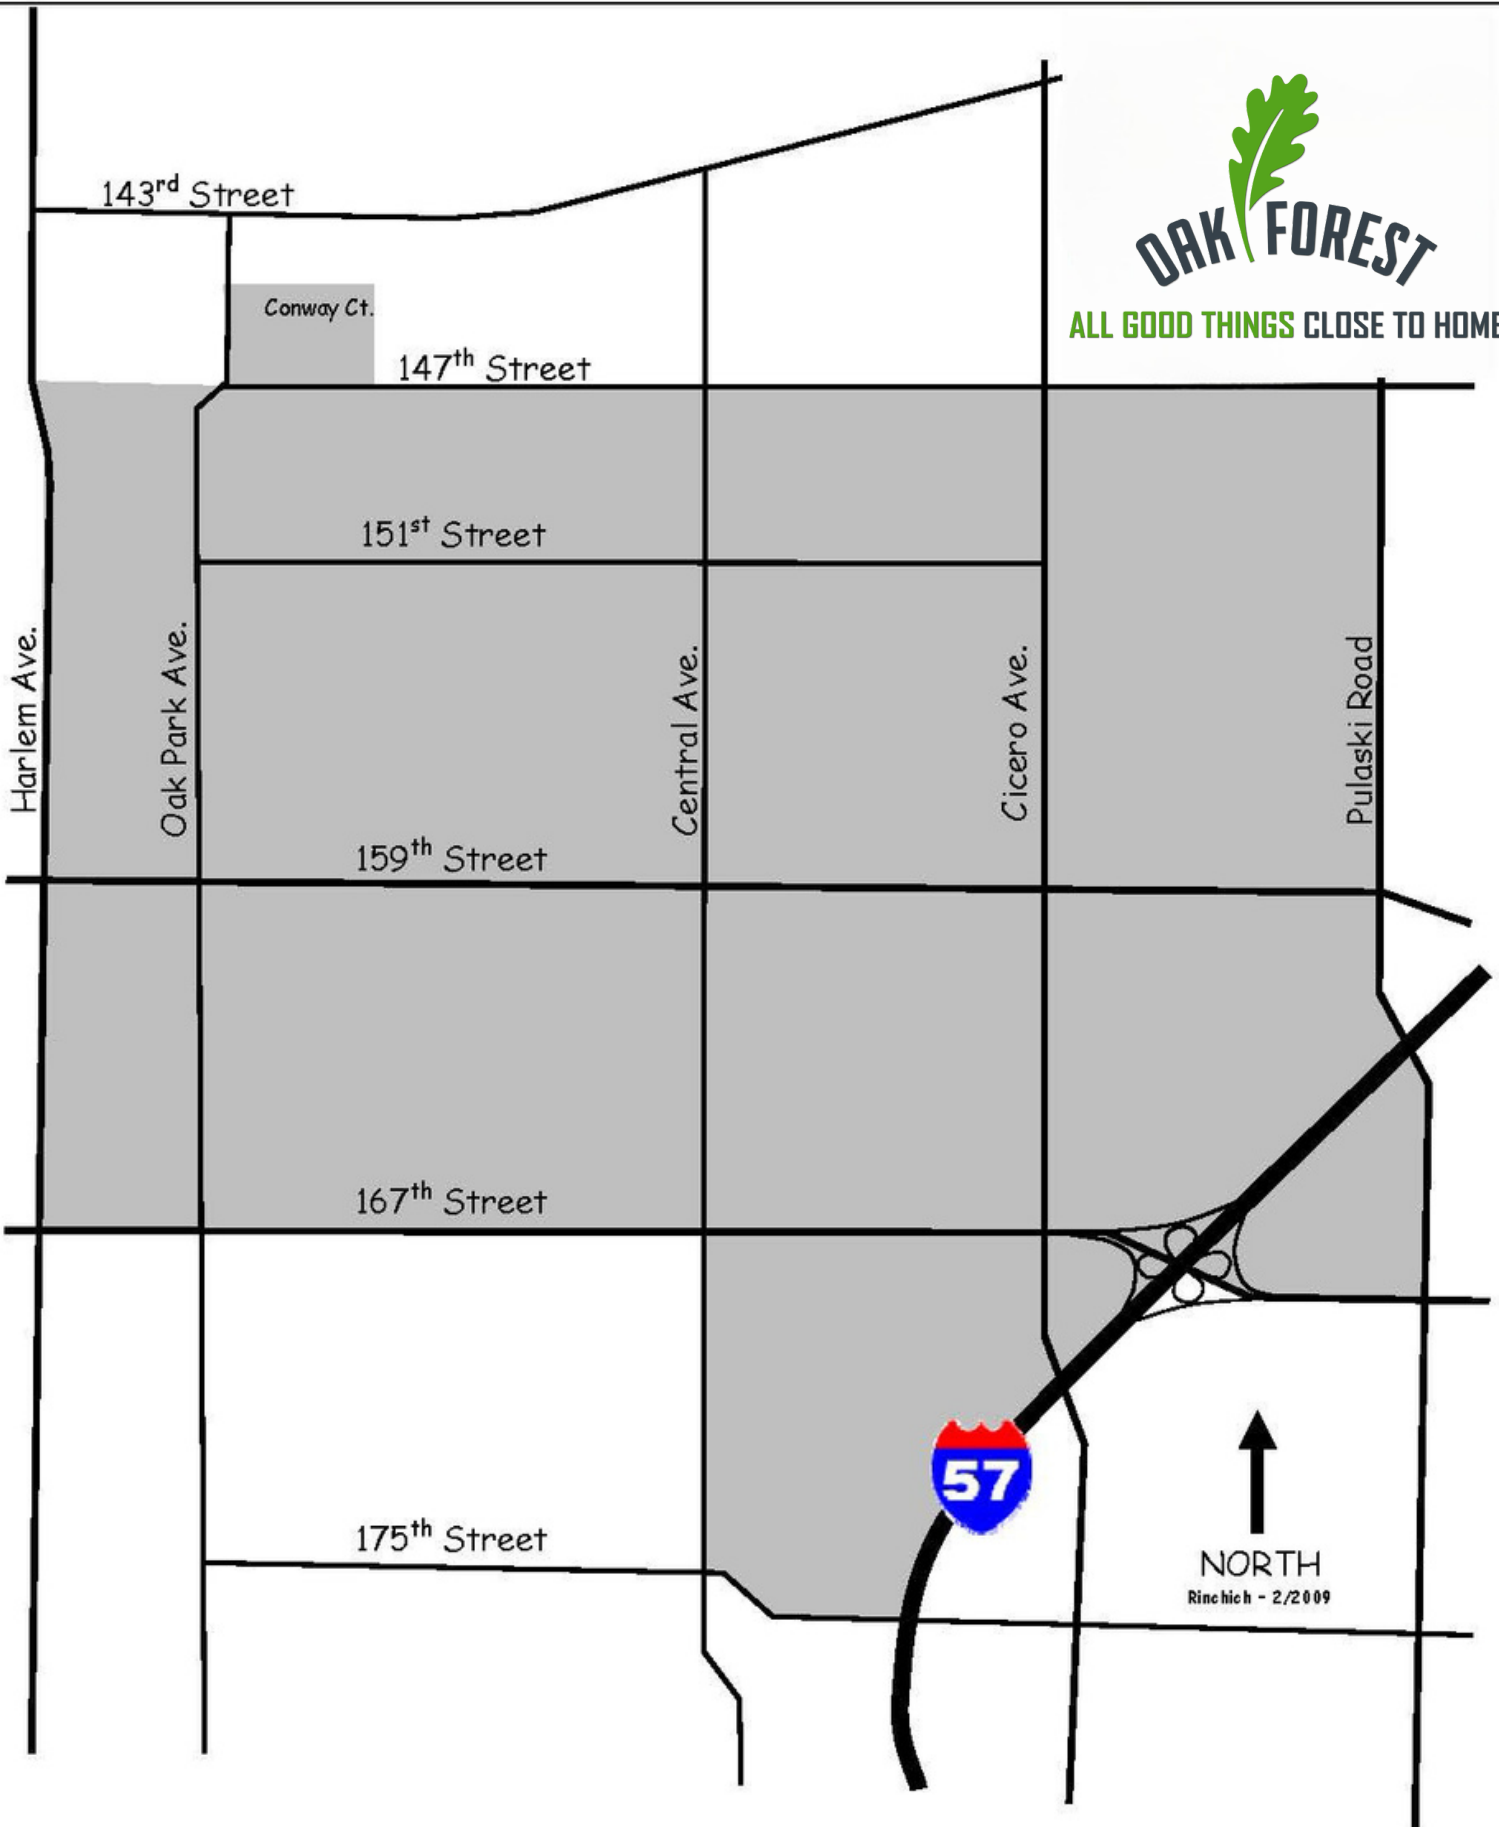 143rd Street
OAK FOREST
ALL GOOD THINGS CLOSE TO HOME
Conway Ct.
147th Street
151st Street
Harlem Ave.
Oak Park Ave.
Central Ave.
Cicero Ave.
Pulaski Road
159th Street
167th Street
57
175th Street
NORTH
Rinchich - 2/2009